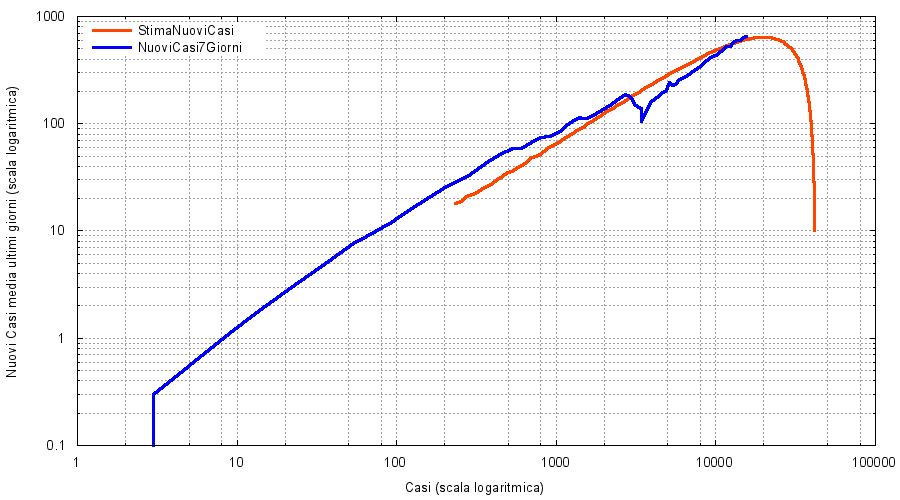 1000
StimaNuoviCasi
NuoviCasi7Giorni
100
10
1
0.1
Nuovi Casi media ultimi giorni (scala logaritmica)
1 10 100 1000 10000 100000
Casi (scala logaritmica)